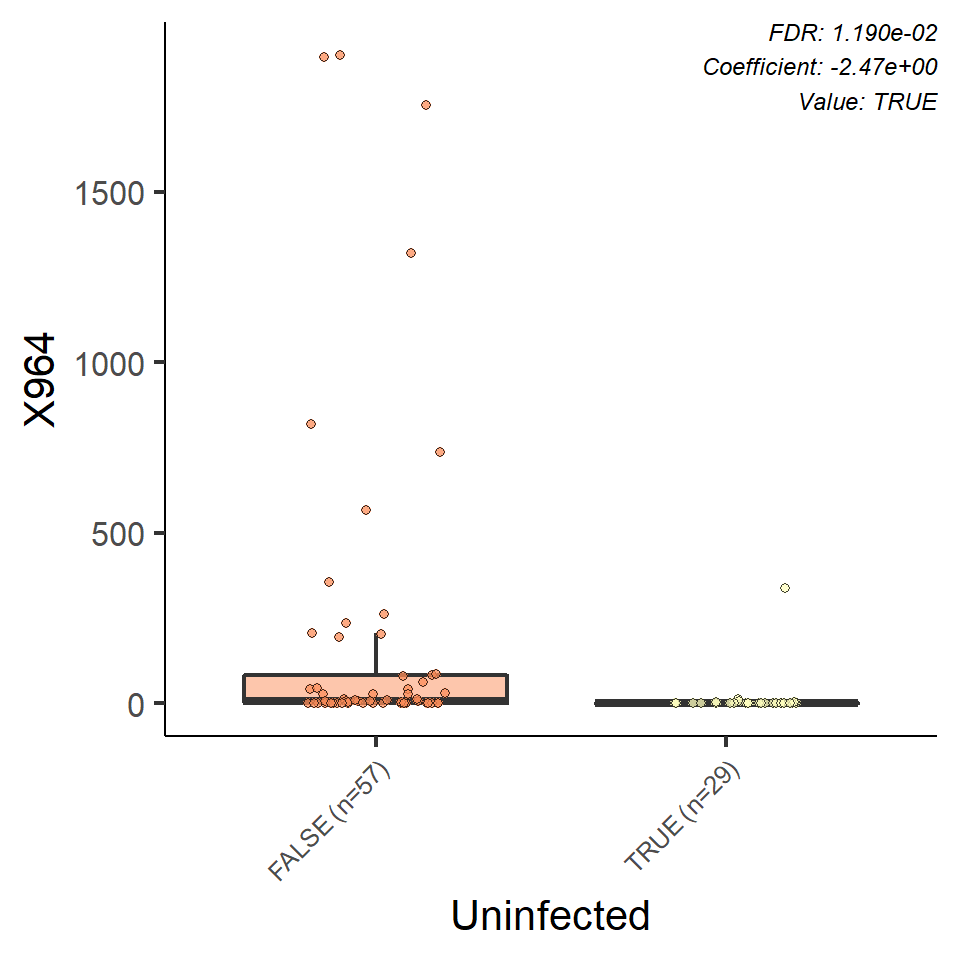 FDR: 1.190e-02
Coefficient: -2.47e+00
Value: TRUE
1500
1000
500
0
X964
FALSE (n=57)
TRUE (n=29)
Uninfected